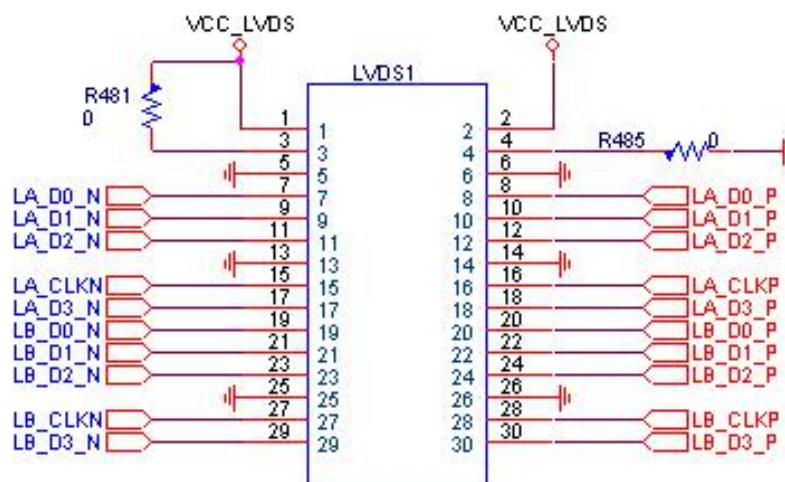 VCC_LVDS VCC_LVDS
LVDS1
R481
0
1 1 2 2
3 3 4 4 R485 0
5 5 6 6
LA_D0_N 7 7 8 8 LA_D0_P
LA_D1_N 9 9 10 10 LA_D1_P
LA_D2_N 11 11 12 12 LA_D2_P
13 13 14 14
LA_CLKN 15 15 16 16 LA_CLKP
LA_D3_N 17 17 18 18 LA_D3_P
LB_D0_N 19 19 20 20 LB_D0_P
LB_D1_N 21 21 22 22 LB_D1_P
LB_D2_N 23 23 24 24 LB_D2_P
25 25 26 26
LB_CLKN 27 27 28 28 LB_CLKP
LB_D3_N 29 29 30 30 LB_D3_P